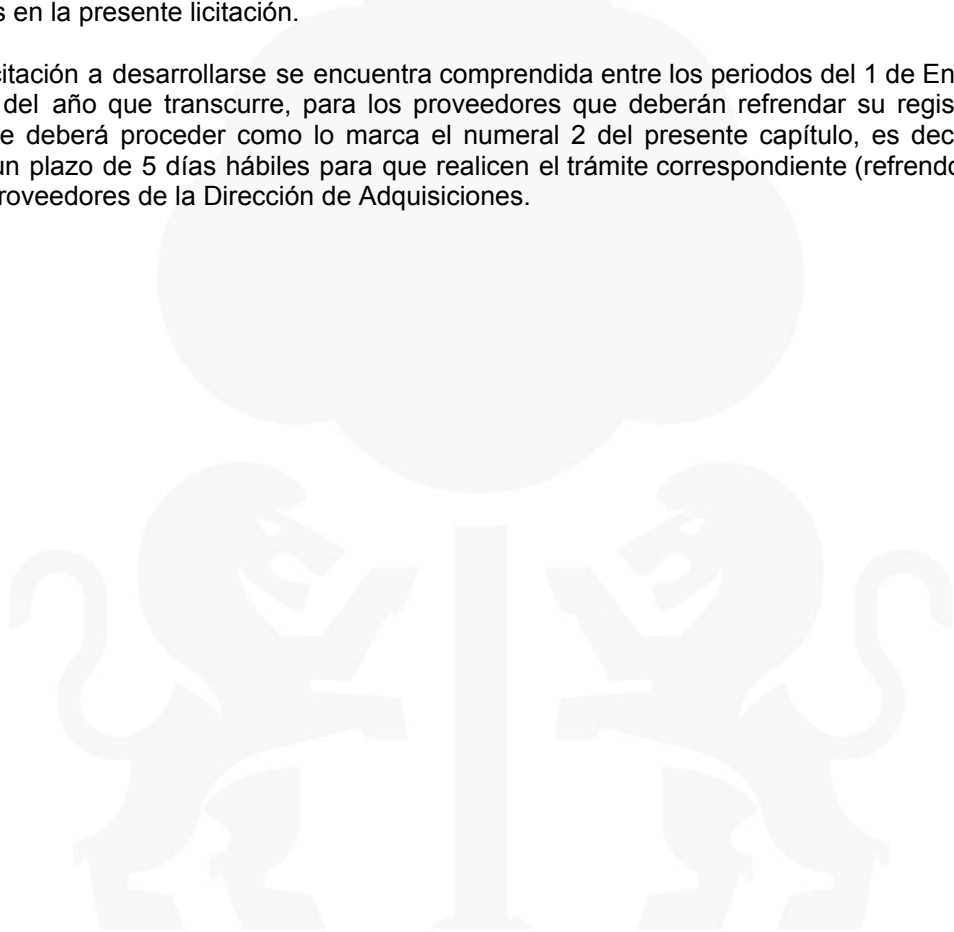 s en la presente licitación.
citación a desarrollarse se encuentra comprendida entre los periodos del 1 de En
del año que transcurre, para los proveedores que deberán refrendar su regis
e deberá proceder como lo marca el numeral 2 del presente capítulo, es dec
un plazo de 5 días hábiles para que realicen el trámite correspondiente (refrendo
roveedores de la Dirección de Adquisiciones.